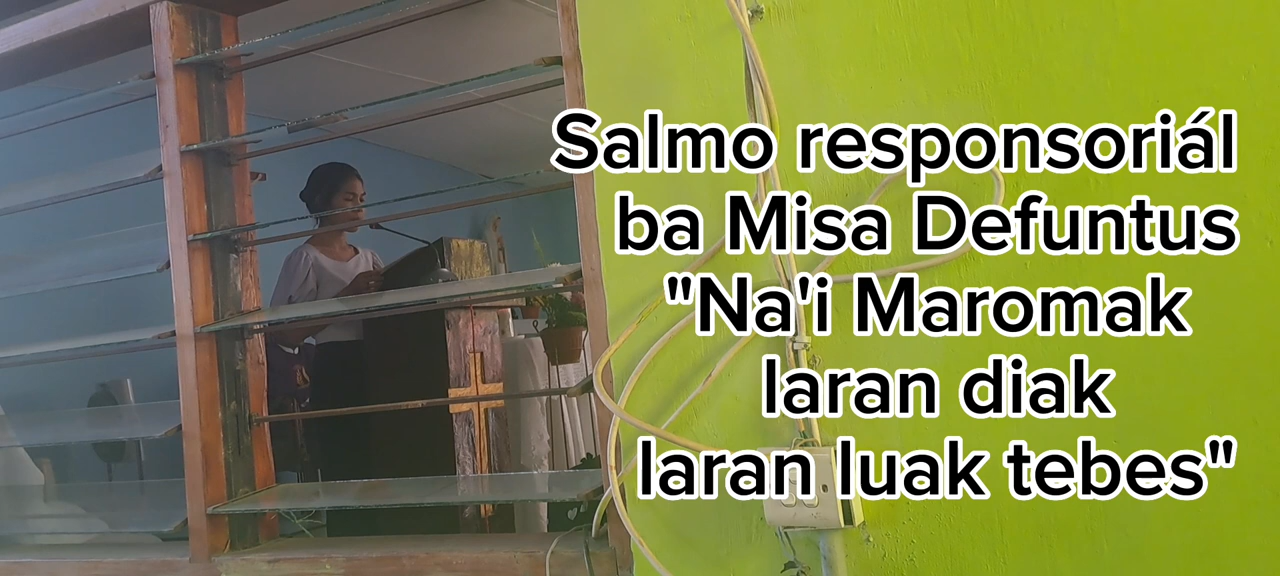 Salmo responsoriál
ba Misa Defuntus
"Na'i Maromak
laran diak
laran luak tebes"